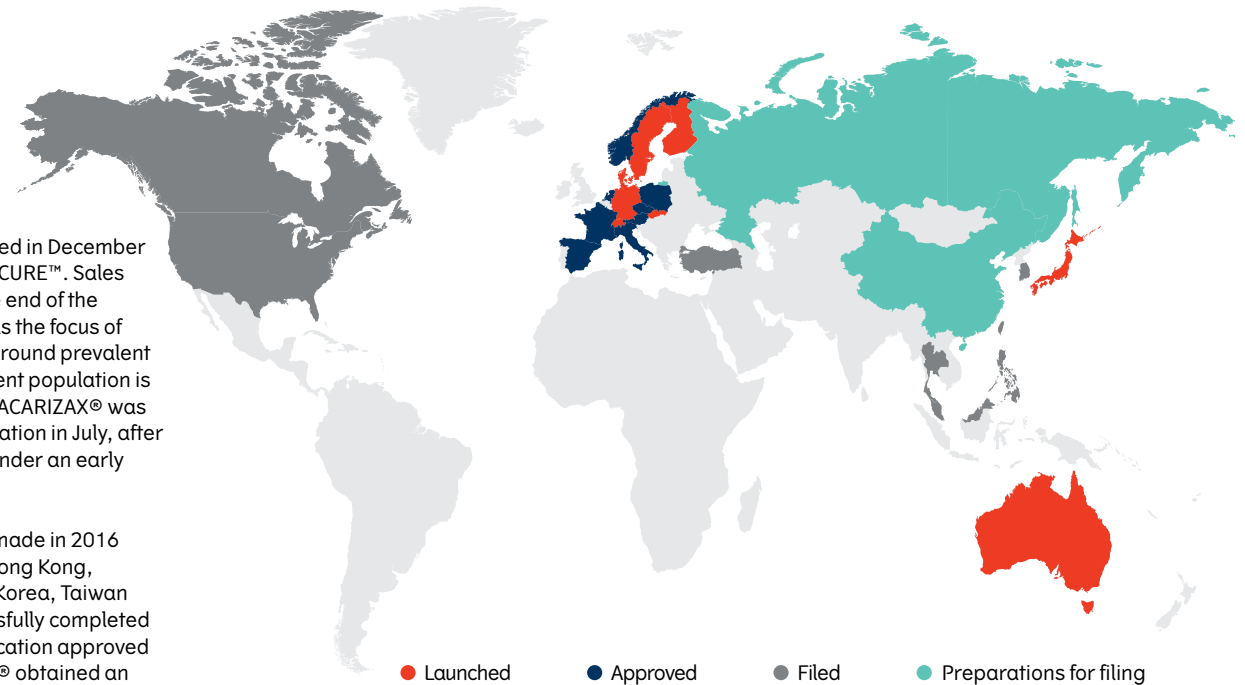 ed in December
CURE™. Sales
end of the
s the focus of
round prevalent
ent population is
ACARIZAX® was
ation in July, after
nder an early
made in 2016
ong Kong,
Korea, Taiwan
sfully completed
cation approved
® obtained an
Launched
Approved
Filed
Preparations for filing